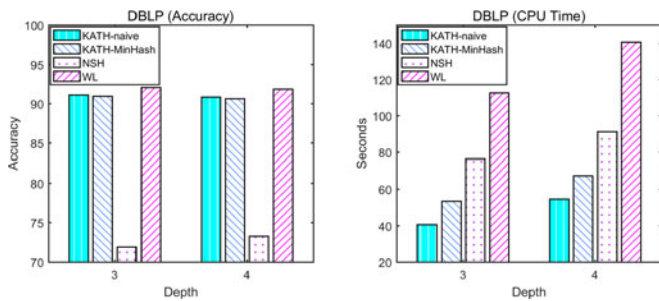 DBLP (Accuracy)
100
95
90
85
80
75
70
Accuracy
KATH-naive
KATH-MinHash
NSH
WL
3
4
Depth
DBLP (CPU Time)
140
120
100
80
60
40
20
Seconds
KATH-naive
KATH-MinHash
NSH
WL
3
4
Depth